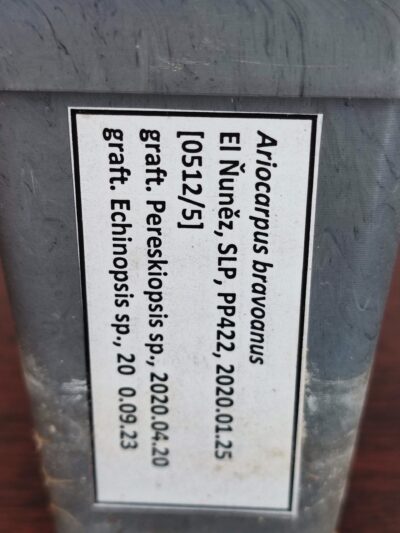 Ariocarpus bravoanus
El Ňuněz, SLP, PP422, 2020.01.25
[0512/5]
graft. Pereskiopsis sp., 2020.04.20
graft. Echinopsis sp., 20 0.09.23